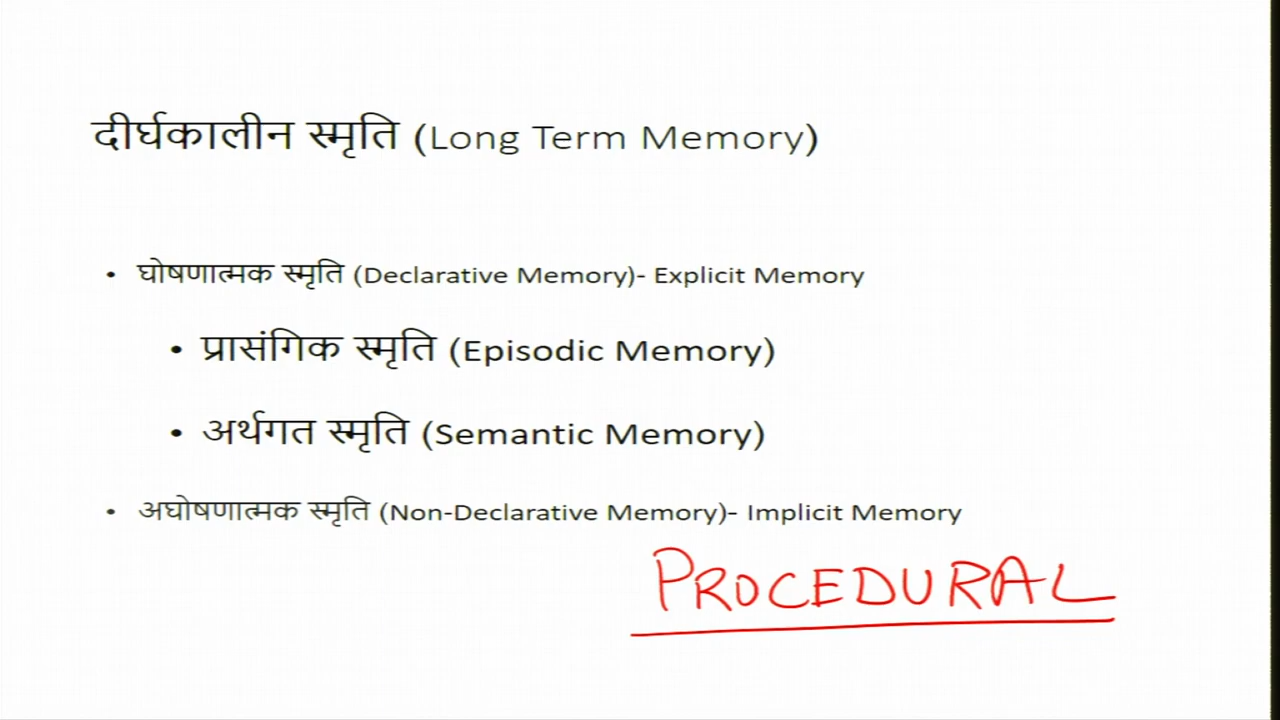 दीर्घकालीन स्मृति (Long Term Memory)
• घोषणात्मक स्मृति (Declarative Memory)- Explicit Memory
• प्रासंगिक स्मृति (Episodic Memory)
• अर्थगत स्मृति (Semantic Memory)
• अघोषणात्मक स्मृति (Non-Declarative Memory)- Implicit Memory
PROCEDURAL